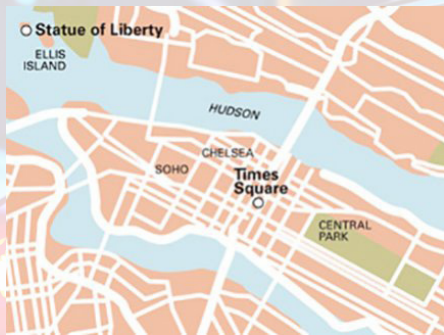 Statue of Liberty
ELLIS
ISLAND
HUDSON
CHELSEA
SOHO
Times
Square
CENTRAL
PARK